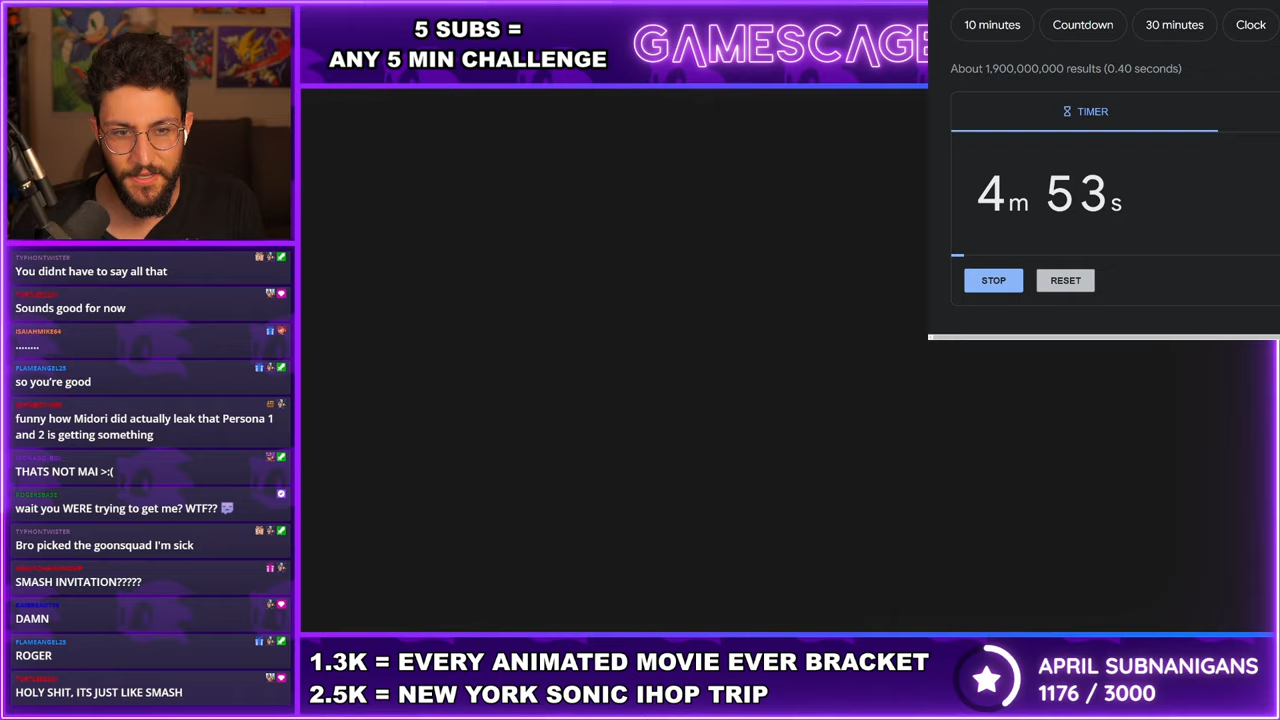 5 SUBS =
ANY 5 MIN CHALLENGE
GAMESCAGE
10 minutes
Countdown
30 minutes
Clock
About 1,900,000,000 results (0.40 seconds)
TIMER
4m 53s
STOP
RESET
TYPHONTWISTER
You didnt have to say all that
Sounds good for now
ISAIAHMIKE64
........
FLAMEANGEL25
so you're good
funny how Midori did actually leak that Persona 1
and 2 is getting something
THATS NOT MAI >:(
ROGERSBASE
wait you WERE trying to get me? WTF??
TYPHONTWISTER
Bro picked the goonsquad I'm sick
SMASH INVITATION?????
DAMN
FLAMEANGEL25
ROGER
HOLY SHIT, ITS JUST LIKE SMASH
1.3K = EVERY ANIMATED MOVIE EVER BRACKET
2.5K = NEW YORK SONIC IHOP TRIP
APRIL SUBNANIGANS
1176 / 3000